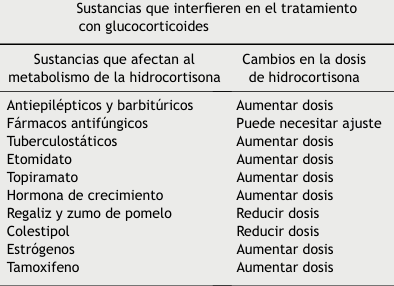 Sustancias que interfieren en el tratamiento
con glucocorticoides
Sustancias que afectan al Cambios en la dosis
metabolismo de la hidrocortisona de hidrocortisona
Antiepilépticos y barbitúricos Aumentar dosis
Fármacos antifúngicos Puede necesitar ajuste
Tuberculostáticos Aumentar dosis
Etomidato Aumentar dosis
Topiramato Aumentar dosis
Hormona de crecimiento Aumentar dosis
Regaliz y zumo de pomelo Reducir dosis
Colestipol Reducir dosis
Estrógenos Aumentar dosis
Tamoxifeno Aumentar dosis